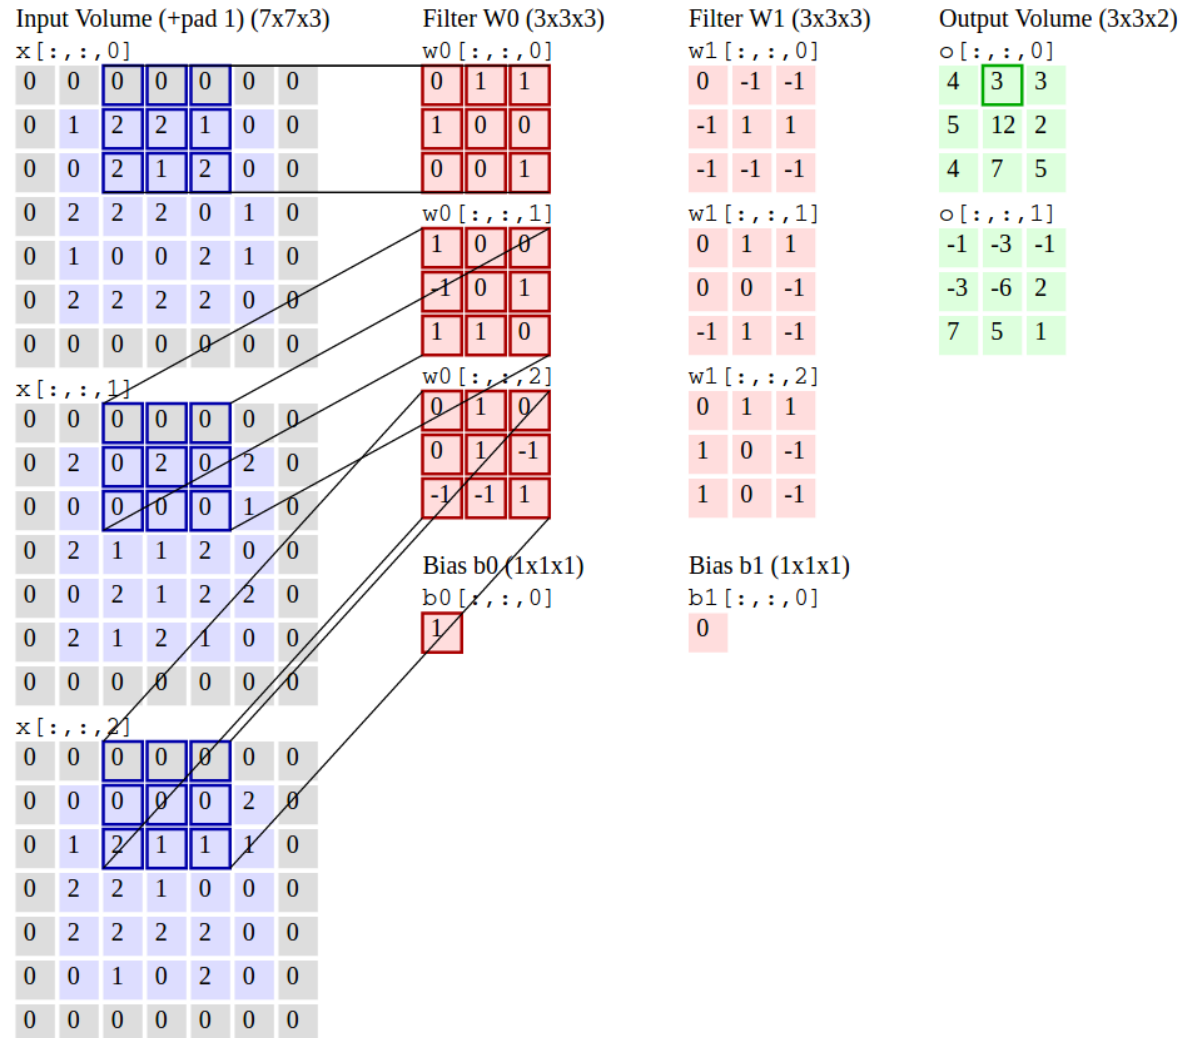 Input Volume (+pad 1) (7x7x3)
x[:,:,0]
0 0 0 0 0 0 0
0 1 2 2 1 0 0
0 0 2 1 2 0 0
0 2 2 2 0 1 0
0 1 0 0 2 1 0
0 2 2 2 2 0 0
0 0 0 0 0 0 0
x[:,:,1]
0 0 0 0 0 0 0
0 2 0 2 0 2 0
0 0 0 0 0 1 0
0 2 1 1 2 0 0
0 0 2 1 2 2 0
0 2 1 2 1 0 0
0 0 0 0 0 0 0
x[:,:,2]
0 0 0 0 0 0 0
0 0 0 0 0 2 0
0 1 2 1 1 1 0
0 2 2 1 0 0 0
0 2 2 2 2 0 0
0 0 1 0 2 0 0
0 0 0 0 0 0 0
Filter W0 (3x3x3)
w0[:,:,0]
0 1 1
1 0 0
0 0 1
w0[:,:,1]
1 0 0
-1 0 1
1 1 0
w0[:,:,2]
0 1 0
0 1 -1
-1 -1 1
Bias b0 (1x1x1)
b0[:,:,0]
1
Filter W1 (3x3x3)
w1[:,:,0]
0 -1 -1
-1 1 1
-1 -1 -1
w1[:,:,1]
0 1 1
0 0 -1
-1 1 -1
w1[:,:,2]
0 1 1
1 0 -1
1 0 -1
Bias b1 (1x1x1)
b1[:,:,0]
0
Output Volume (3x3x2)
o[:,:,0]
4 3 3
5 12 2
4 7 5
o[:,:,1]
-1 -3 -1
-3 -6 2
7 5 1